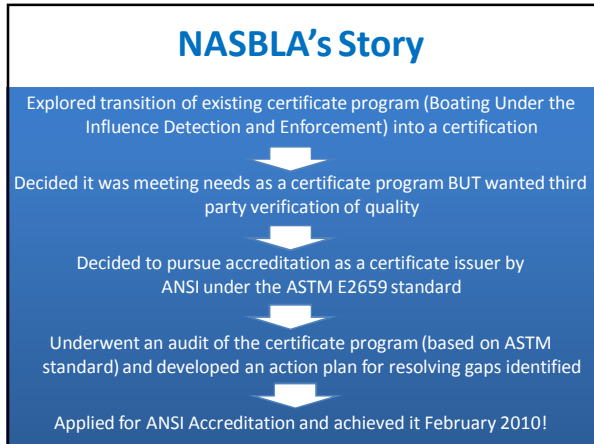 NASBLA's Story
Explored transition of existing certificate program (Boating Under the
Influence Detection and Enforcement) into a certification
Decided it was meeting needs as a certificate program BUT wanted third
party verification of quality
Decided to pursue accreditation as a certificate issuer by
ANSI under the ASTM E2659 standard
Underwent an audit of the certificate program (based on ASTM
standard) and developed an action plan for resolving gaps identified
Applied for ANSI Accreditation and achieved it February 2010!